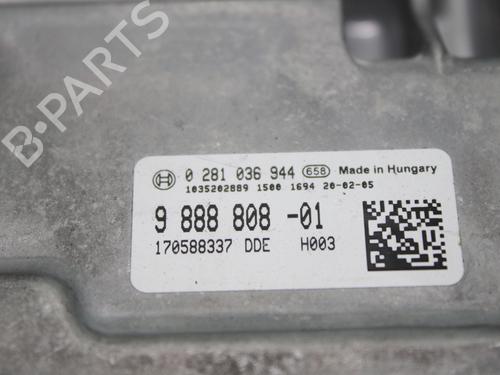 B-PARTS
0 281 036 944 658 Made in Hungary
1035202889 1500 1694 20-02-05
9 888 808 -01
170588337 DDE H003